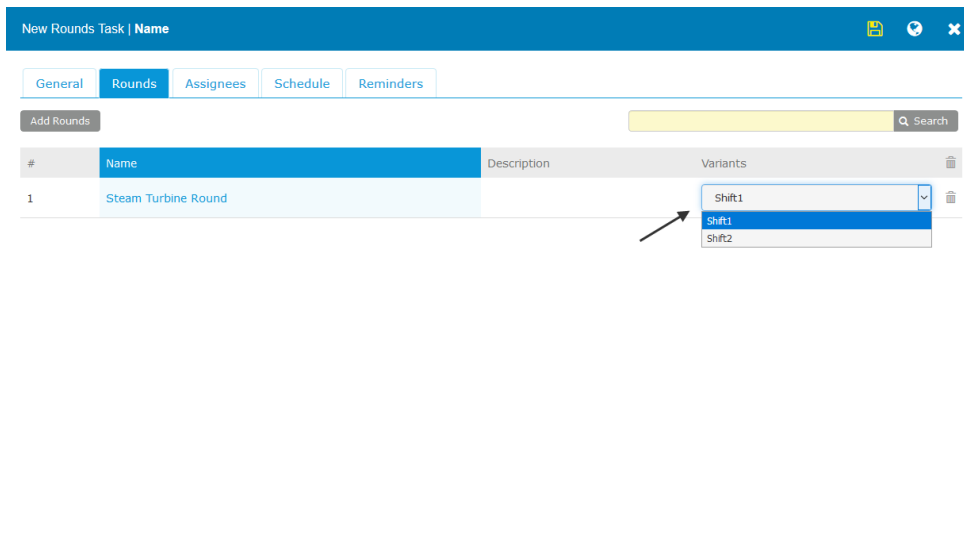 New Rounds Task | Name
General Rounds Assignees Schedule Reminders
Add Rounds Search
# Name Description Variants
1 Steam Turbine Round Shift1
Shift1
Shift2